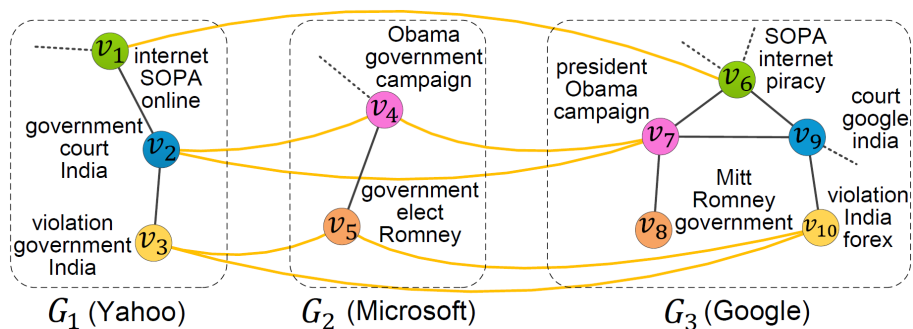 v1
internet
SOPA
online
government
court
India
v2
violation
government
India
v3
G1 (Yahoo)
Obama
government
campaign
v4
government
elect
Romney
v5
G2 (Microsoft)
SOPA
internet
piracy
v6
president
Obama
campaign
v7
court
google
india
v9
Mitt
Romney
government
v8
violation
India
forex
v10
G3 (Google)